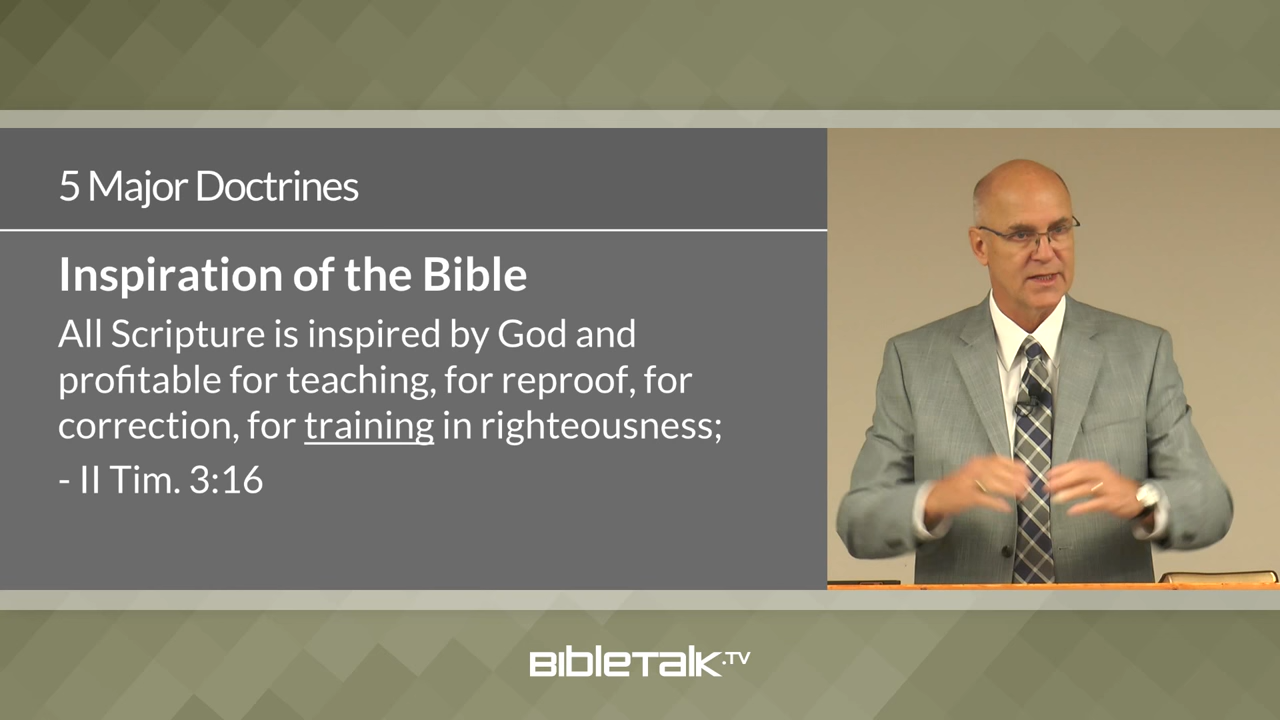 5 Major Doctrines
Inspiration of the Bible
All Scripture is inspired by God and
profitable for teaching, for reproof, for
correction, for training in righteousness;
- II Tim. 3:16
BibleTalk.TV